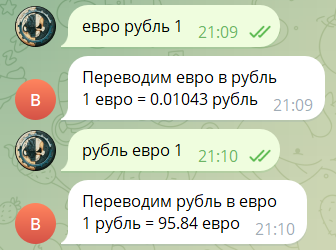 евро рубль 1
21:09
Переводим евро в рубль
1 евро = 0.01043 рубль
21:09
рубль евро 1
21:10
В
Переводим рубль в евро
1 рубль = 95.84 евро
21:10
В